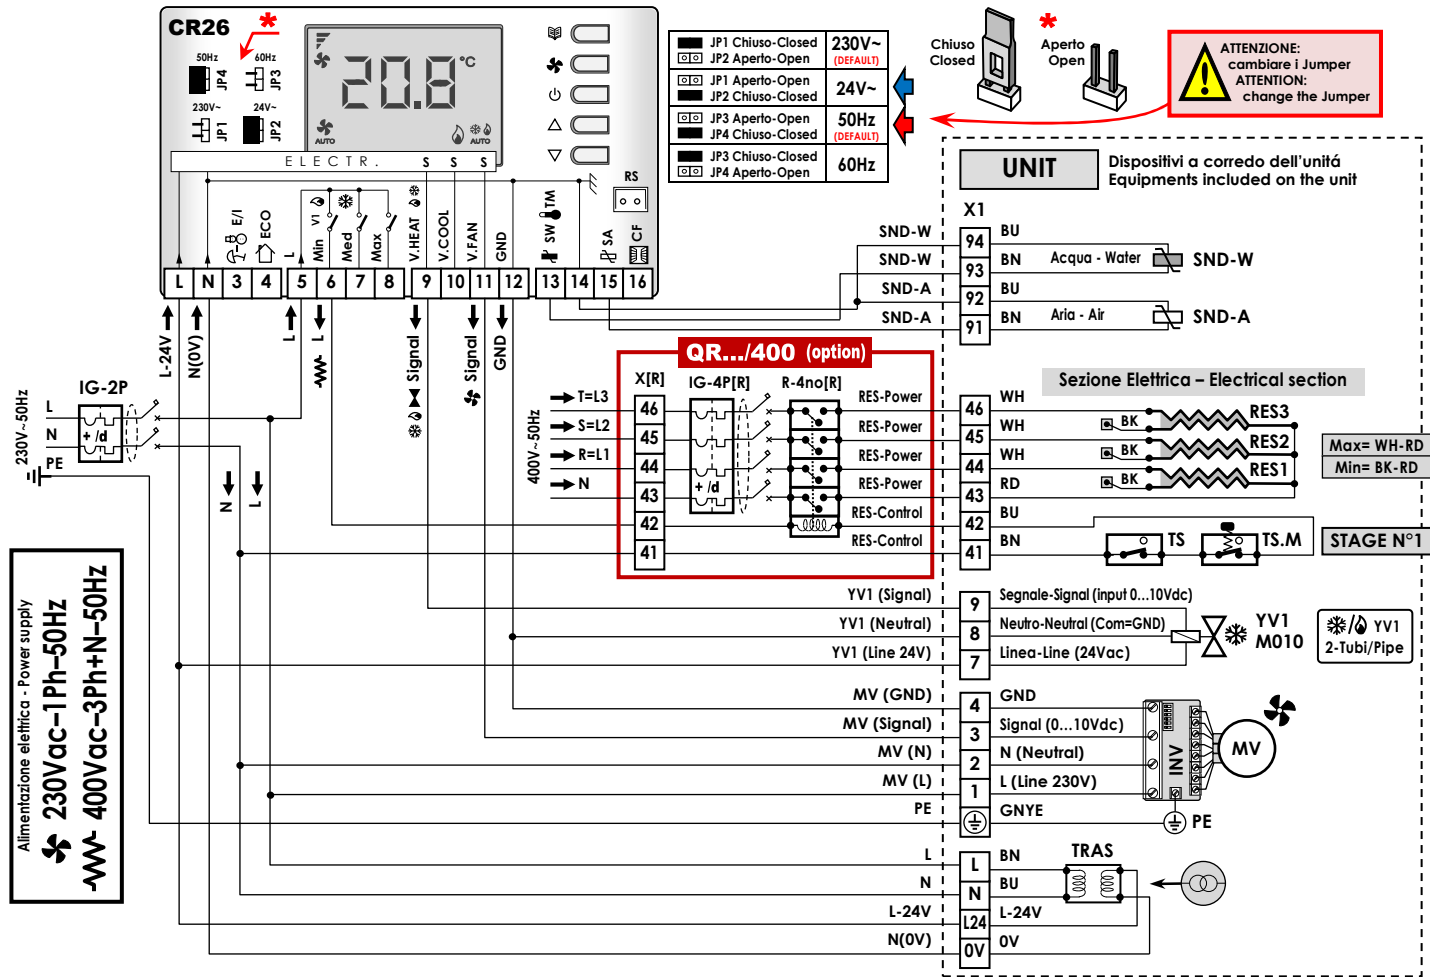 CR26
*
50Hz
JP4
60Hz
JP3
230V~
JP1
24V~
JP2
20.8
°C
AUTO
AUTO
ELECTR.
S S S
RS
E/I
ECO
L
Min
V1
Med
Max
V.HEAT
V.COOL
V.FAN
GND
SW
TM
SA
CF
L N 3 4 5 6 7 8 9 10 11 12 13 14 15 16
JP1 Chiuso-Closed
JP2 Aperto-Open
230V~
(DEFAULT)
JP1 Aperto-Open
JP2 Chiuso-Closed
24V~
JP3 Aperto-Open
JP4 Chiuso-Closed
50Hz
(DEFAULT)
JP3 Chiuso-Closed
JP4 Aperto-Open
60Hz
Chiuso
Closed
*
Aperto
Open
ATTENZIONE:
cambiare i Jumper
ATTENTION:
change the Jumper
UNIT
Dispositivi a corredo dell'unitá
Equipments included on the unit
X1
SND-W 94 BU
SND-W 93 BN
Acqua - Water
SND-W
SND-A 92 BU
SND-A 91 BN
Aria - Air
SND-A
L-24V
N(0V)
L
L
Signal
Signal
GND
IG-2P
230V~50Hz
L
N
PE
+ /d
N
L
QR.../400 (option)
X[R]
IG-4P[R]
R-4no[R]
400V~50Hz
T=L3 46 RES-Power
S=L2 45 RES-Power
R=L1 44 RES-Power
N 43 RES-Power
42 RES-Control
41 RES-Control
+ /d
Sezione Elettrica – Electrical section
46 WH
45 WH
44 WH
43 RD
42 BU
41 BN
BK RES3
BK RES2
BK RES1
Max= WH-RD
Min= BK-RD
TS
TS.M
STAGE N°1
YV1 (Signal) 9 Segnale-Signal (input 0...10Vdc)
YV1 (Neutral) 8 Neutro-Neutral (Com=GND)
YV1 (Line 24V) 7 Linea-Line (24Vac)
YV1
M010
/ YV1
2-Tubi/Pipe
MV (GND) 4 GND
MV (Signal) 3 Signal (0...10Vdc)
MV (N) 2 N (Neutral)
MV (L) 1 L (Line 230V)
PE GNYE
INV
MV
PE
L L BN
N N BU
L-24V L24 L-24V
N(0V) 0V 0V
TRAS
Alimentazione elettrica - Power supply
230Vac–1Ph–50Hz
400Vac–3Ph+N–50Hz